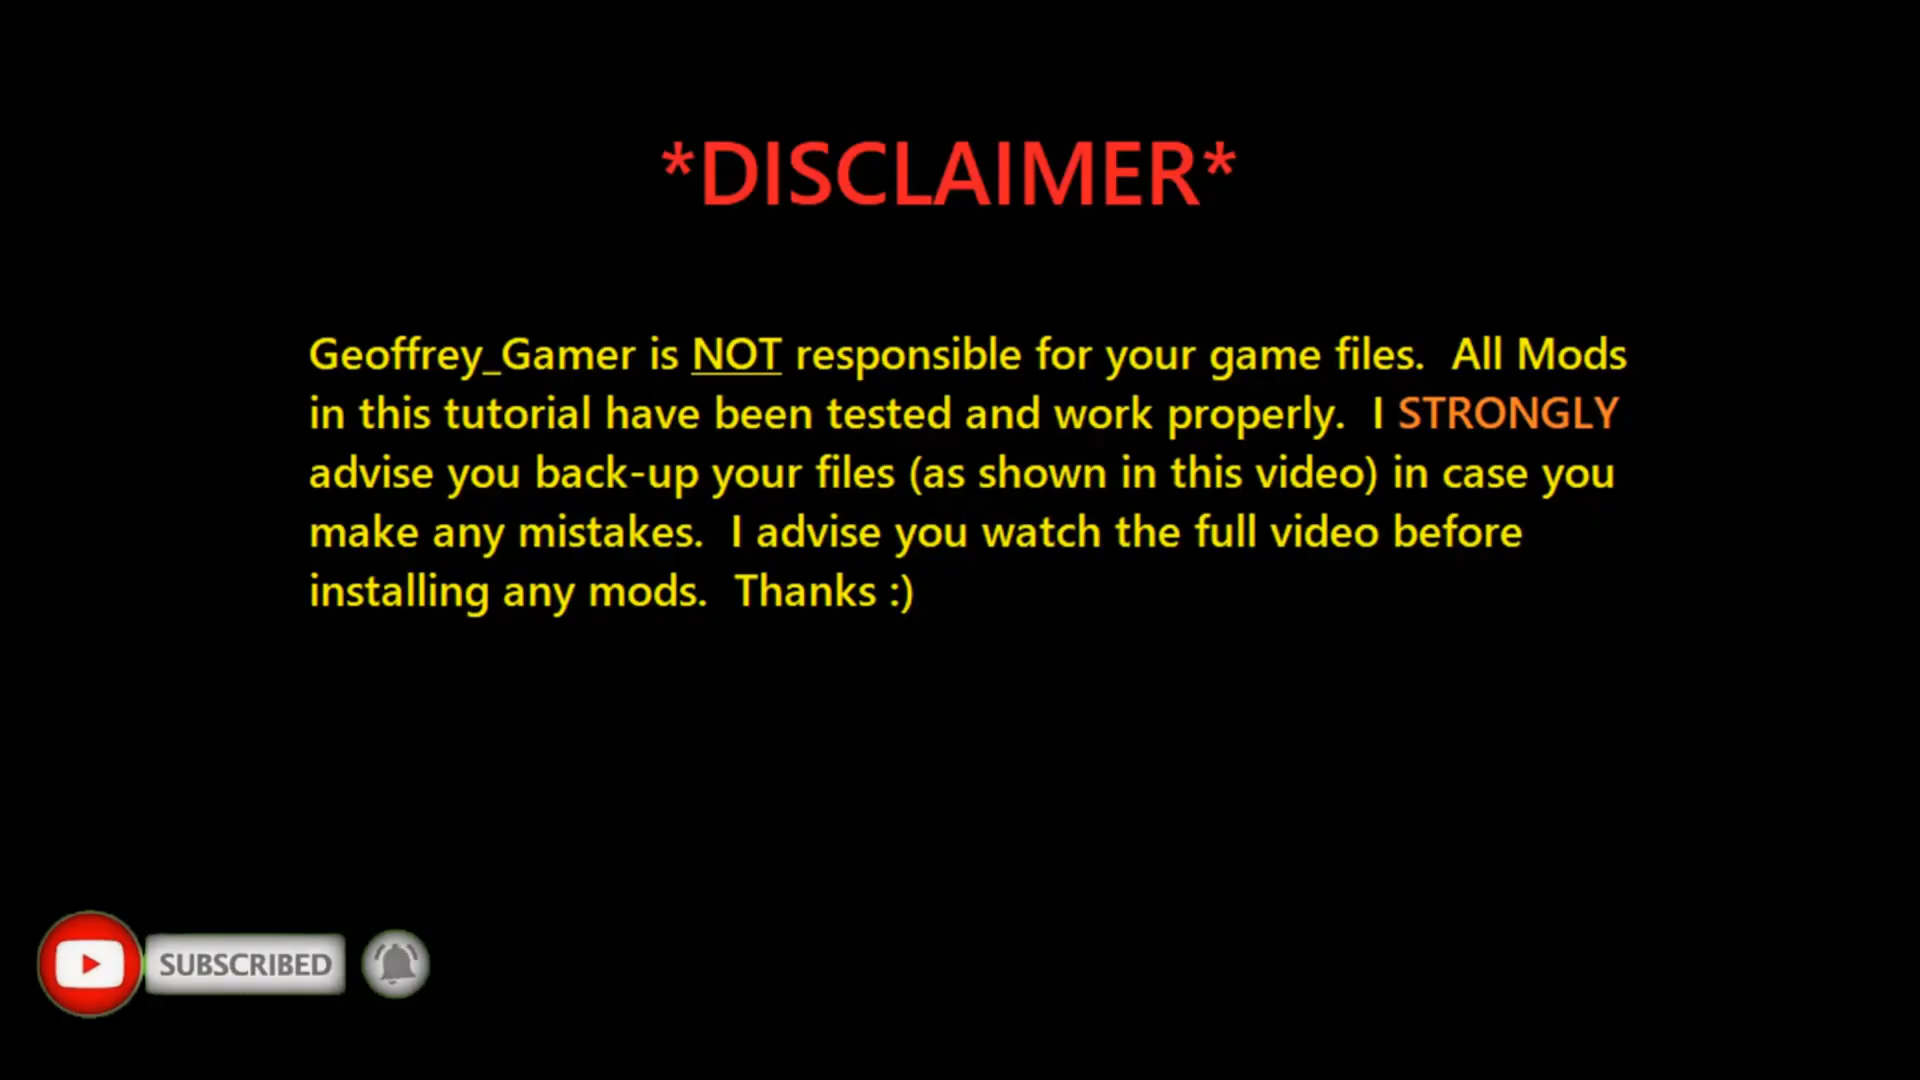 *DISCLAIMER*
Geoffrey_Gamer is NOT responsible for your game files.  All Mods
in this tutorial have been tested and work properly.  I STRONGLY
advise you back-up your files (as shown in this video) in case you
make any mistakes.  I advise you watch the full video before
installing any mods.  Thanks :)
SUBSCRIBED